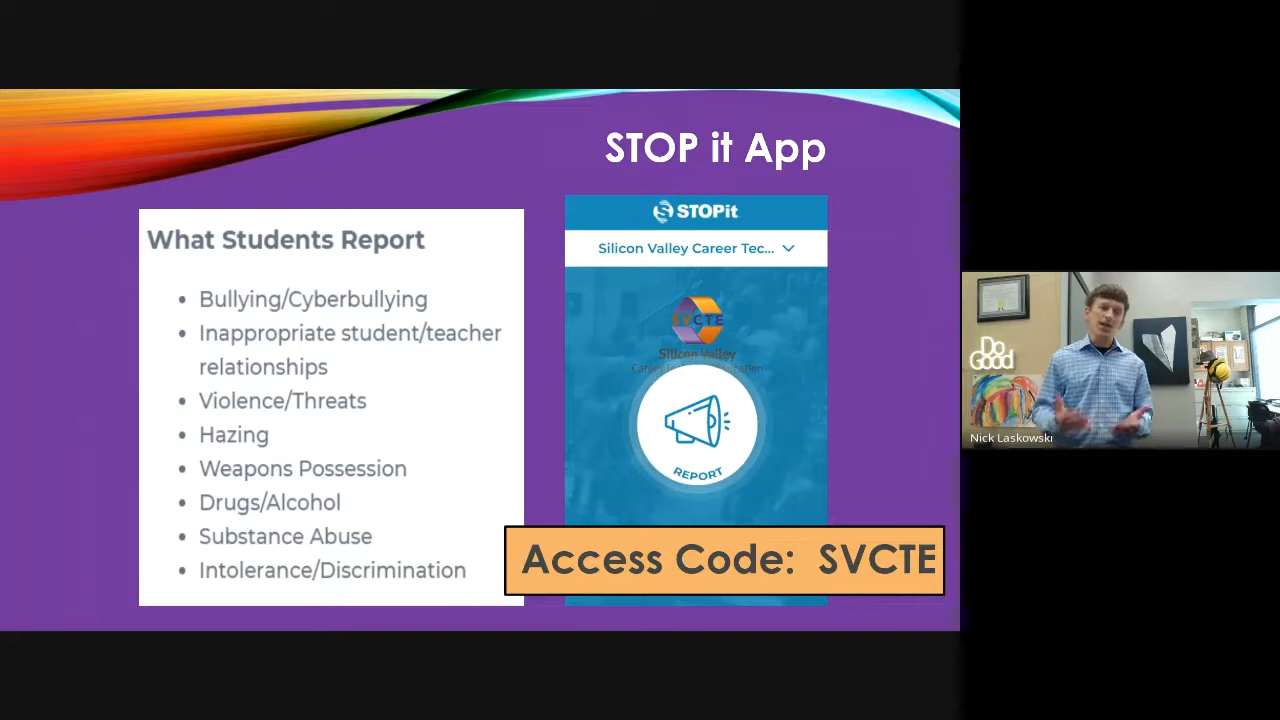 STOP it App
What Students Report
Bullying/Cyberbullying
Inappropriate student/teacher
relationships
Violence/Threats
Hazing
Weapons Possession
Drugs/Alcohol
Substance Abuse
Intolerance/Discrimination
STOPit
Silicon Valley Career Tec...
SVCTE
Silicon Valley
REPORT
Access Code: SVCTE
Do
Good
Nick Laskowski